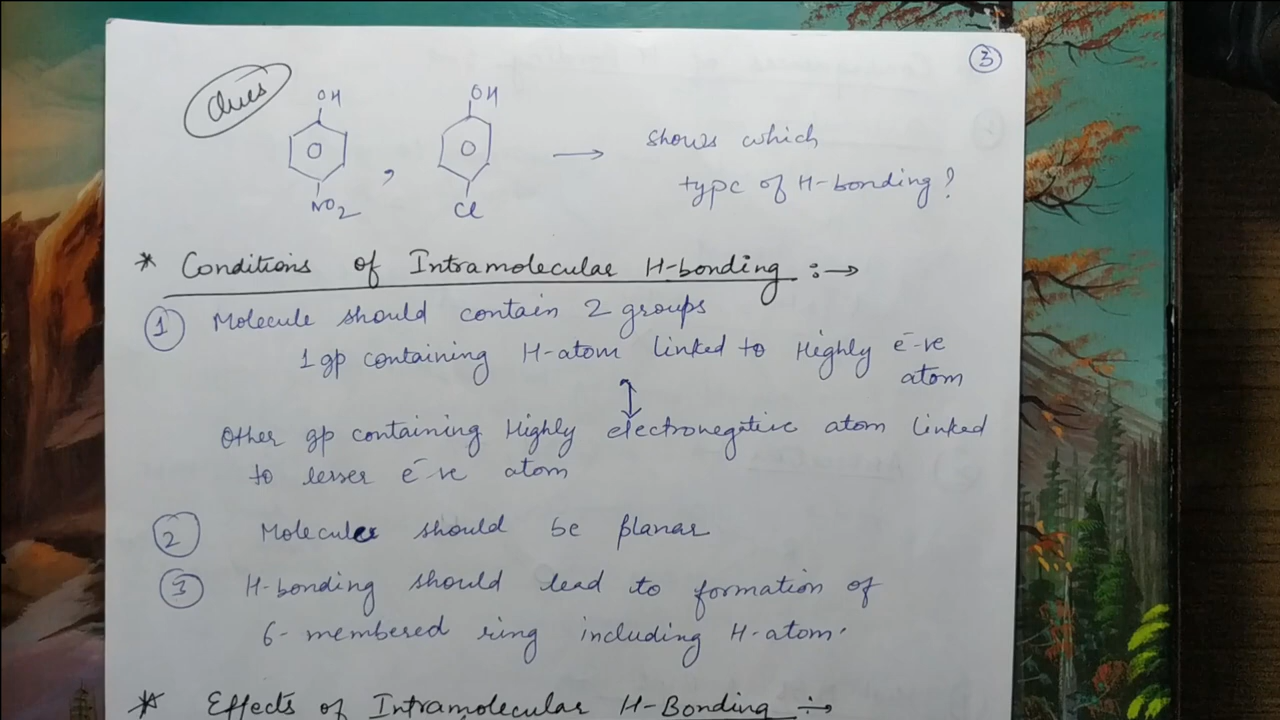 ③
Ques
OH OH
NO2 , Cl → shows which
type of H-bonding?
* Conditions of Intramolecular H-bonding :→
① Molecule should contain 2 groups
1 gp containing H-atom linked to Highly e-ve
atom
↕
Other gp containing Highly electronegative atom linked
to lesser e-ve atom
② Molecules should be planar
③ H-bonding should lead to formation of
6-membered ring including H-atom.
* Effects of Intramolecular H-Bonding :→